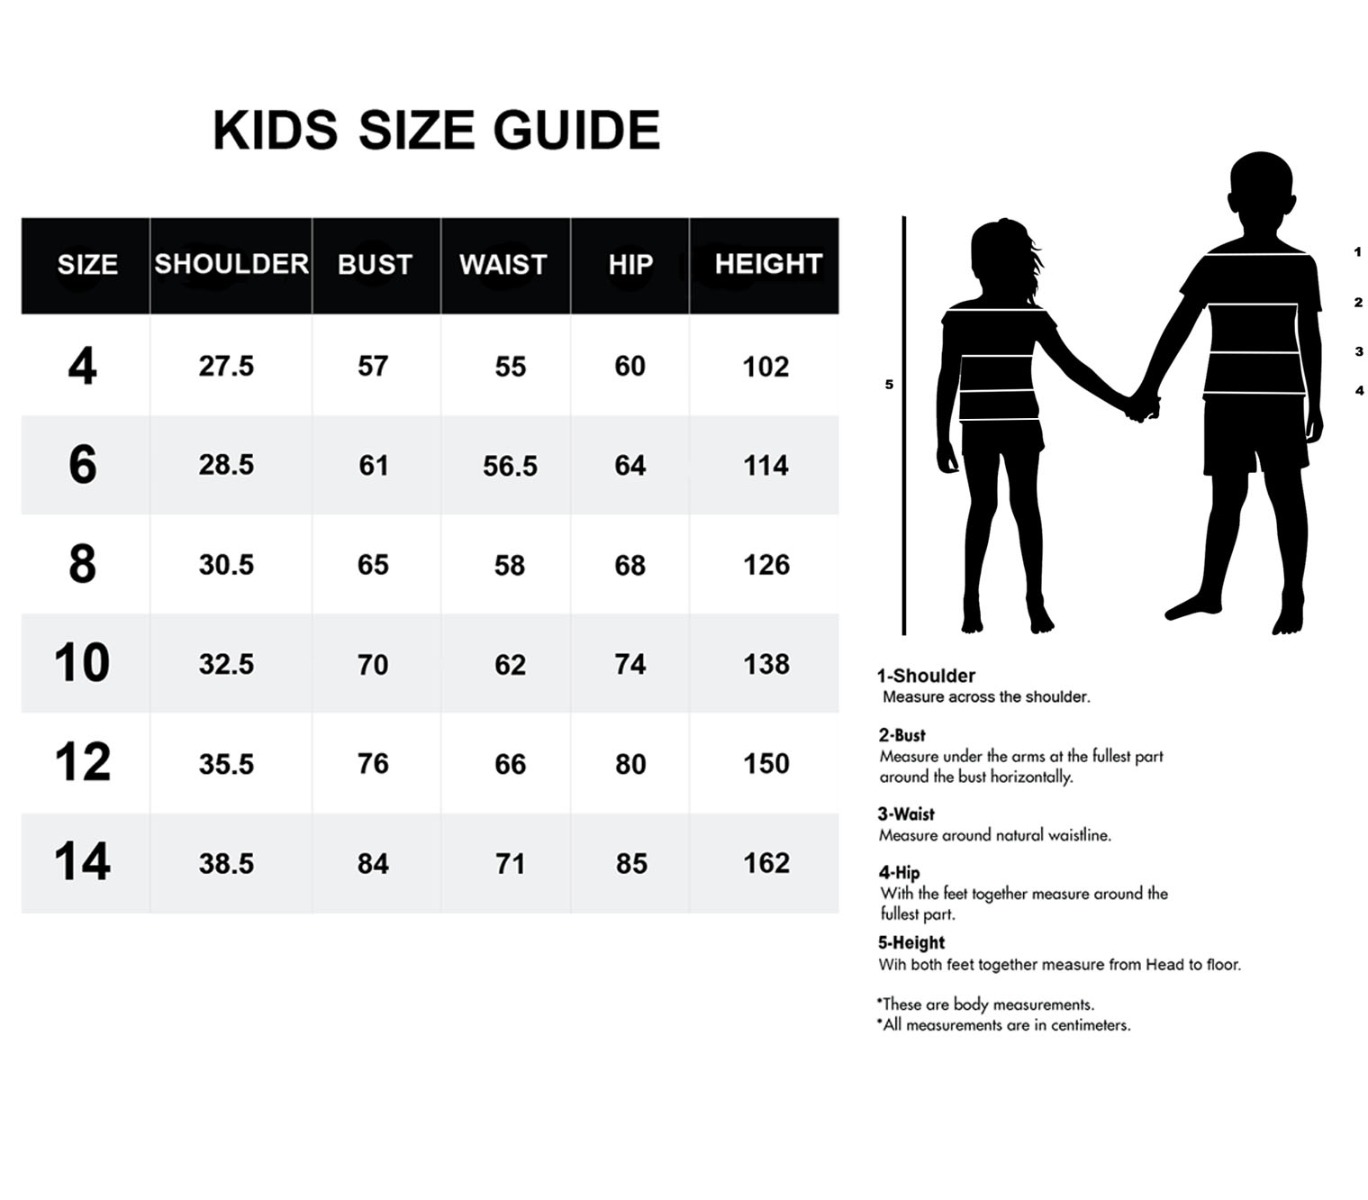 KIDS SIZE GUIDE
SIZE SHOULDER BUST WAIST HIP HEIGHT
4 27.5 57 55 60 102
6 28.5 61 56.5 64 114
8 30.5 65 58 68 126
10 32.5 70 62 74 138
12 35.5 76 66 80 150
14 38.5 84 71 85 162
1
2
3
4
5
1-Shoulder
Measure across the shoulder.
2-Bust
Measure under the arms at the fullest part
around the bust horizontally.
3-Waist
Measure around natural waistline.
4-Hip
With the feet together measure around the
fullest part.
5-Height
Wih both feet together measure from Head to floor.
*These are body measurements.
*All measurements are in centimeters.